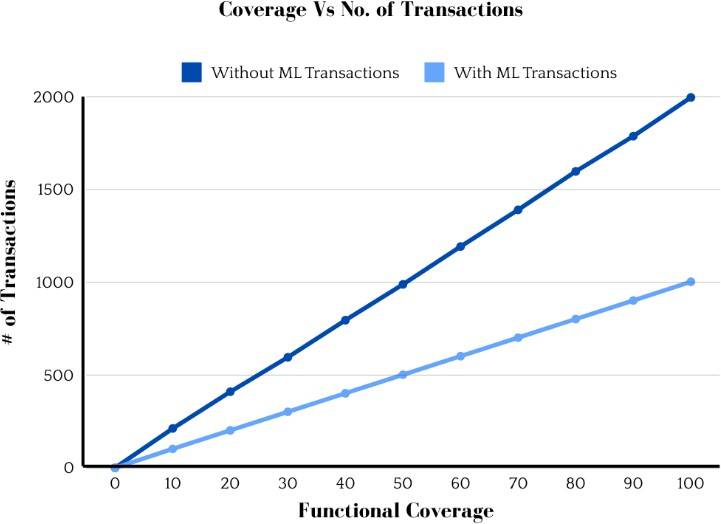 Coverage Vs No. of Transactions
Without ML Transactions
With ML Transactions
# of Transactions
2000
1500
1000
500
0
0 10 20 30 40 50 60 70 80 90 100
Functional Coverage